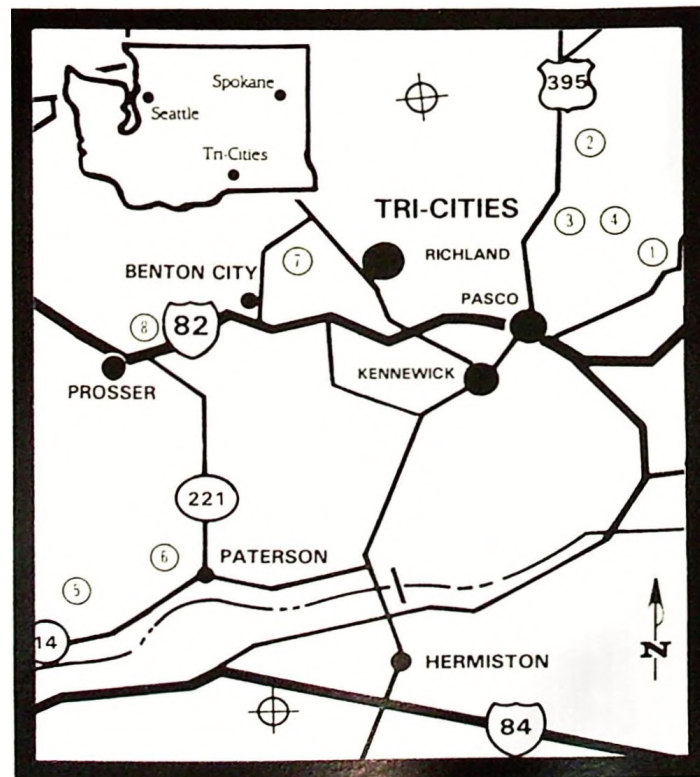 Spokane
Seattle
Tri-Cities
395
2
TRI-CITIES
3 4
RICHLAND
1
7
BENTON CITY
PASCO
8
82
KENNEWICK
PROSSER
221
6
PATERSON
5
14
N
HERMISTON
84